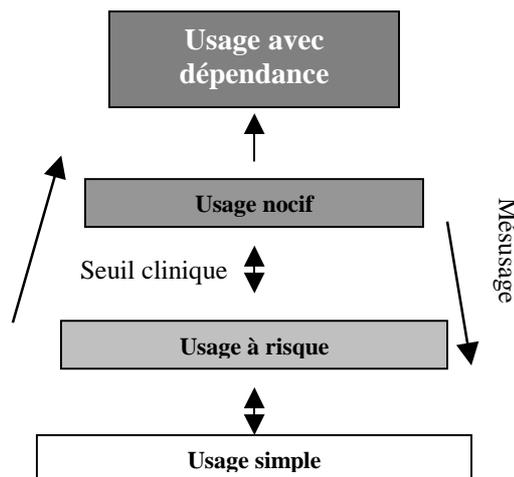 Usage avec
dépendance
Usage nocif
Mésusage
Seuil clinique
Usage à risque
Usage simple